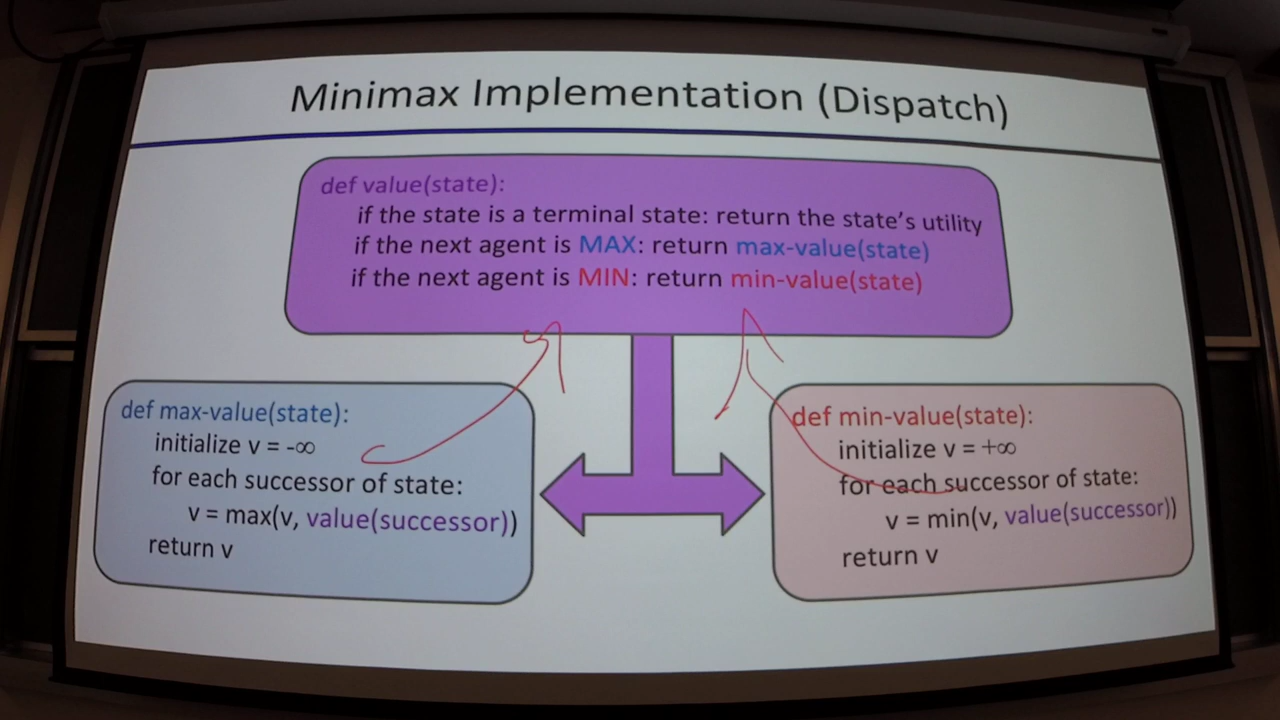 Minimax Implementation (Dispatch)
def value(state):
if the state is a terminal state: return the state's utility
if the next agent is MAX: return max-value(state)
if the next agent is MIN: return min-value(state)
def max-value(state):
initialize v = -∞
for each successor of state:
v = max(v, value(successor))
return v
def min-value(state):
initialize v = +∞
for each successor of state:
v = min(v, value(successor))
return v